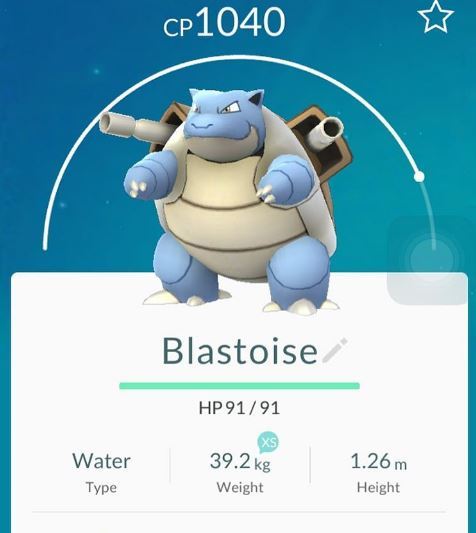 CP1040
Blastoise
HP 91 / 91
XS
Water 39.2 kg 1.26 m
Type Weight Height